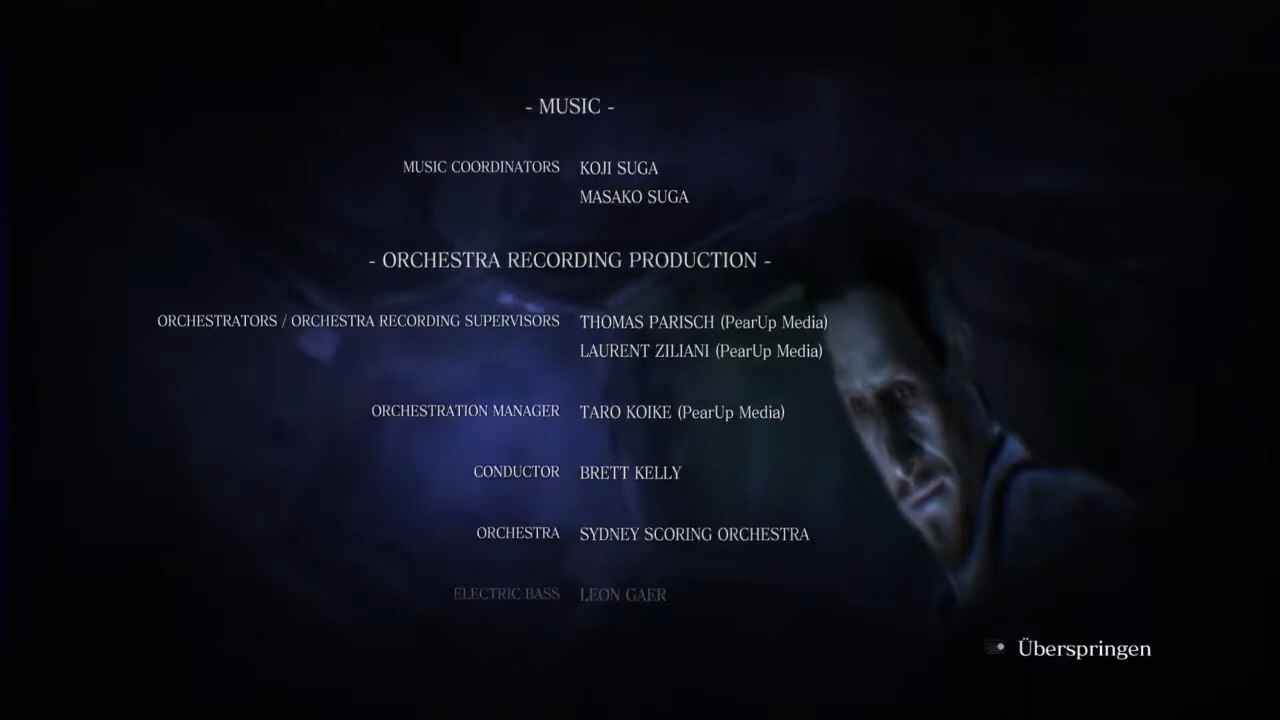 - MUSIC -
MUSIC COORDINATORS KOJI SUGA
MASAKO SUGA
- ORCHESTRA RECORDING PRODUCTION -
ORCHESTRATORS / ORCHESTRA RECORDING SUPERVISORS THOMAS PARISCH (PearUp Media)
LAURENT ZILIANI (PearUp Media)
ORCHESTRATION MANAGER TARO KOIKE (PearUp Media)
CONDUCTOR BRETT KELLY
ORCHESTRA SYDNEY SCORING ORCHESTRA
ELECTRIC BASS LEON GAER
Überspringen